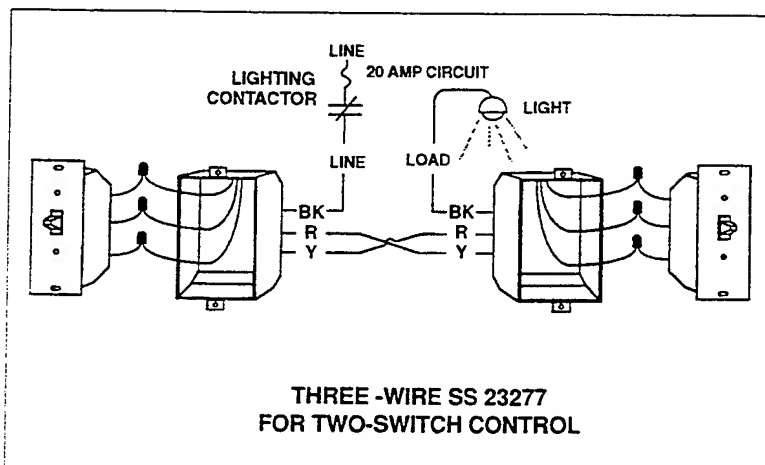 LINE
20 AMP CIRCUIT
LIGHTING
CONTACTOR
LIGHT
LINE
LOAD
BK
R
Y
BK
R
Y
THREE -WIRE SS 23277
FOR TWO-SWITCH CONTROL